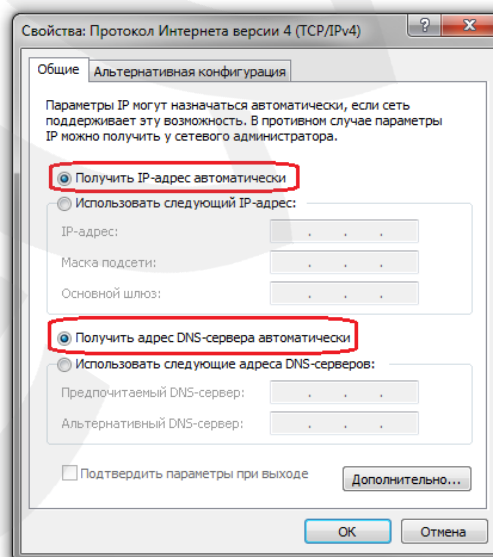 Свойства: Протокол Интернета версии 4 (TCP/IPv4)
Общие
Альтернативная конфигурация
Параметры IP могут назначаться автоматически, если сеть
поддерживает эту возможность. В противном случае параметры
IP можно получить у сетевого администратора.
Получить IP-адрес автоматически
Использовать следующий IP-адрес:
IP-адрес:
Маска подсети:
Основной шлюз:
Получить адрес DNS-сервера автоматически
Использовать следующие адреса DNS-серверов:
Предпочитаемый DNS-сервер:
Альтернативный DNS-сервер:
Подтвердить параметры при выходе
Дополнительно...
ОК
Отмена